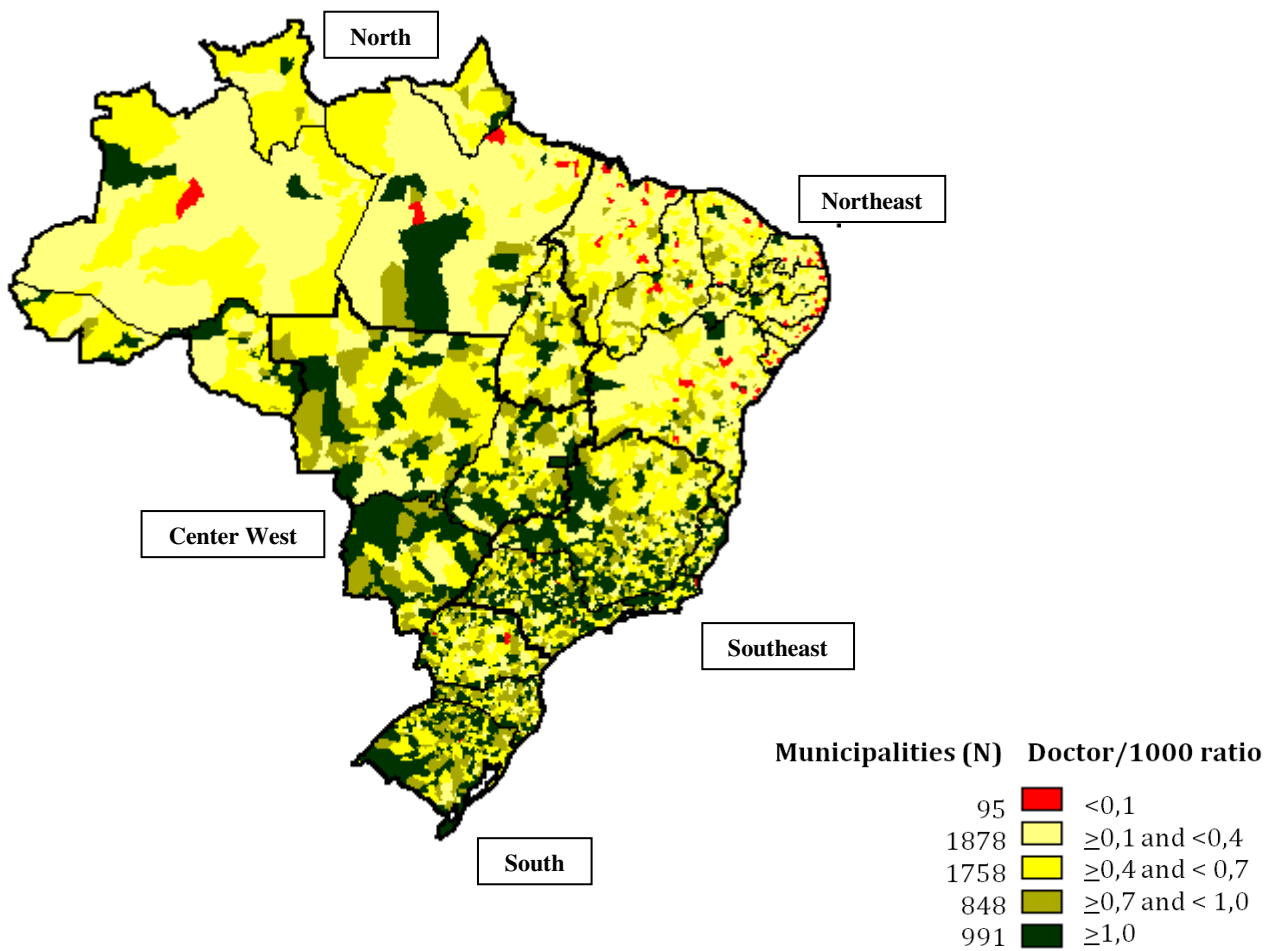 North
Northeast
Center West
Southeast
South
Municipalities (N) Doctor/1000 ratio
95 <0,1
1878 ≥0,1 and <0,4
1758 ≥0,4 and < 0,7
848 ≥0,7 and < 1,0
991 ≥1,0